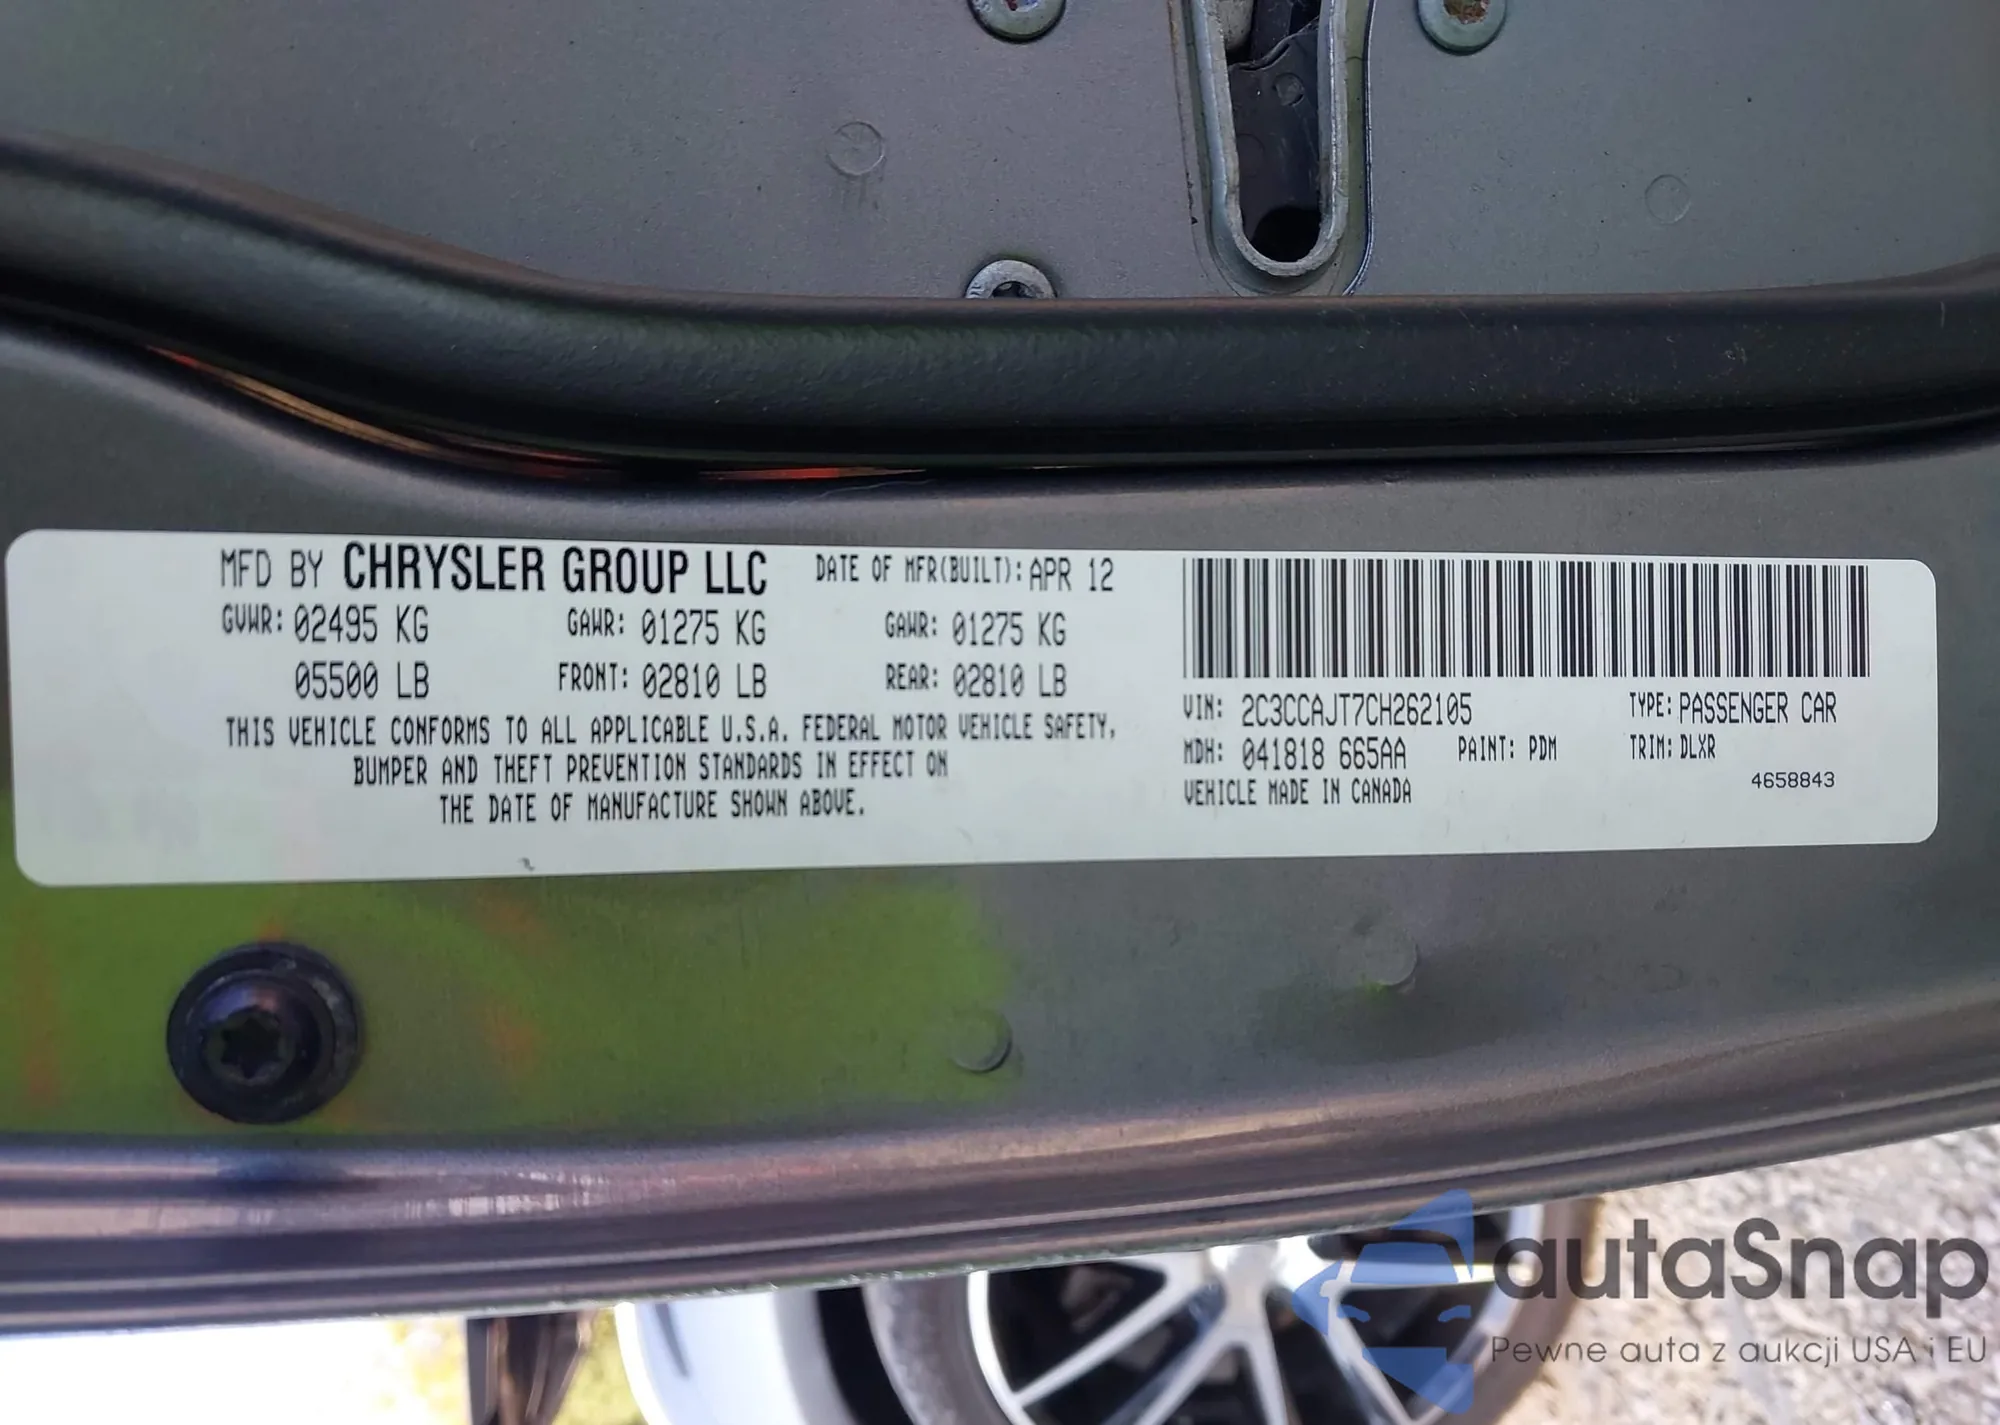 MFD BY CHRYSLER GROUP LLC DATE OF MFR(BUILT): APR 12
GVWR: 02495 KG GAWR: 01275 KG GAWR: 01275 KG
05500 LB FRONT: 02810 LB REAR: 02810 LB
THIS VEHICLE CONFORMS TO ALL APPLICABLE U.S.A. FEDERAL MOTOR VEHICLE SAFETY,
BUMPER AND THEFT PREVENTION STANDARDS IN EFFECT ON
THE DATE OF MANUFACTURE SHOWN ABOVE.
VIN: 2C3CCAJT7CH262105 TYPE: PASSENGER CAR
MDH: 041818 665AA PAINT: PDM TRIM: DLXR
VEHICLE MADE IN CANADA 4658843
autaSnap
Pewne auta z aukcji USA i EU